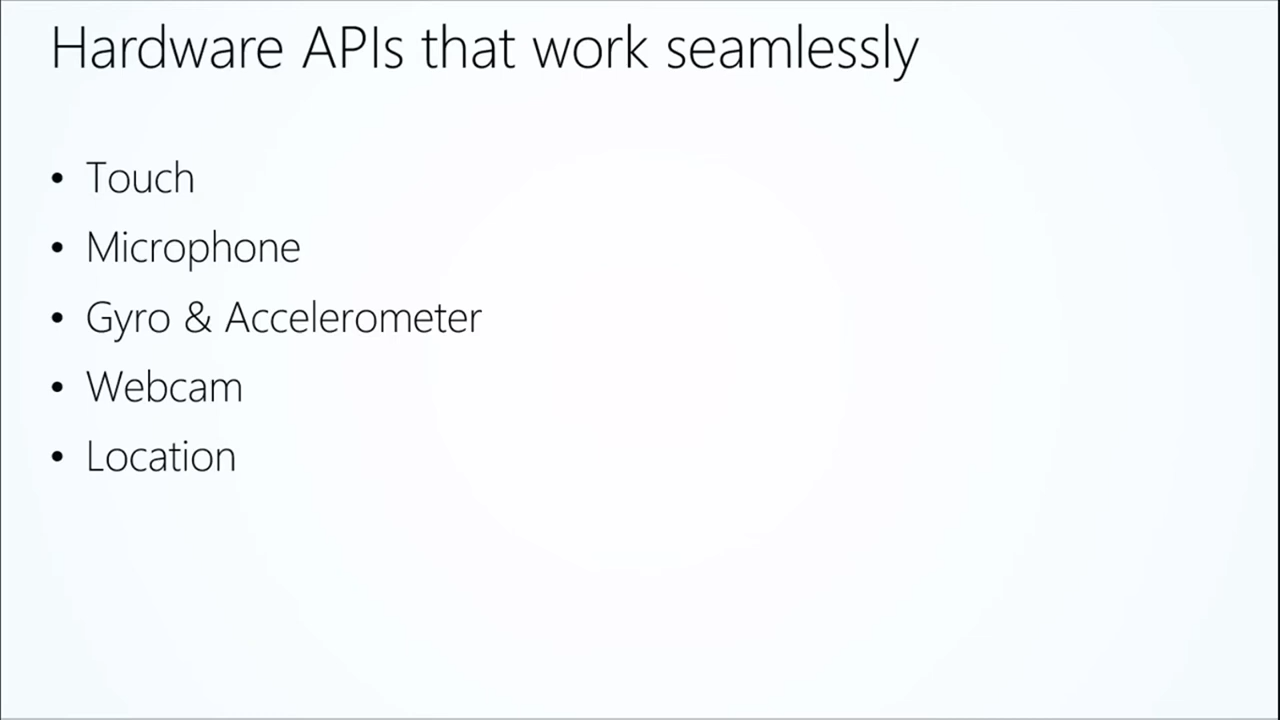 Hardware APIs that work seamlessly
• Touch
• Microphone
• Gyro & Accelerometer
• Webcam
• Location